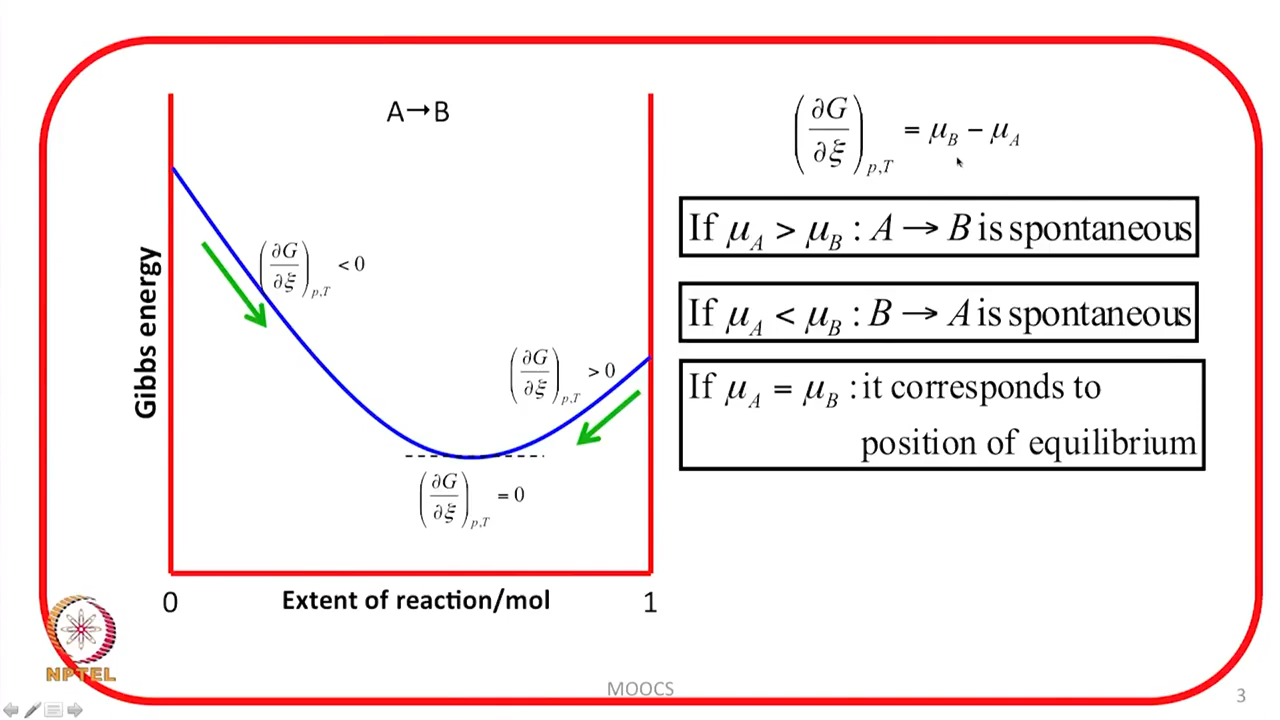 A→B
(∂G/∂ξ)p,T = μB − μA
If μA > μB : A → B is spontaneous
(∂G/∂ξ)p,T < 0
If μA < μB : B → A is spontaneous
(∂G/∂ξ)p,T > 0
If μA = μB : it corresponds to
position of equilibrium
(∂G/∂ξ)p,T = 0
Gibbs energy
0
Extent of reaction/mol
1
NPTEL
MOOCS
3